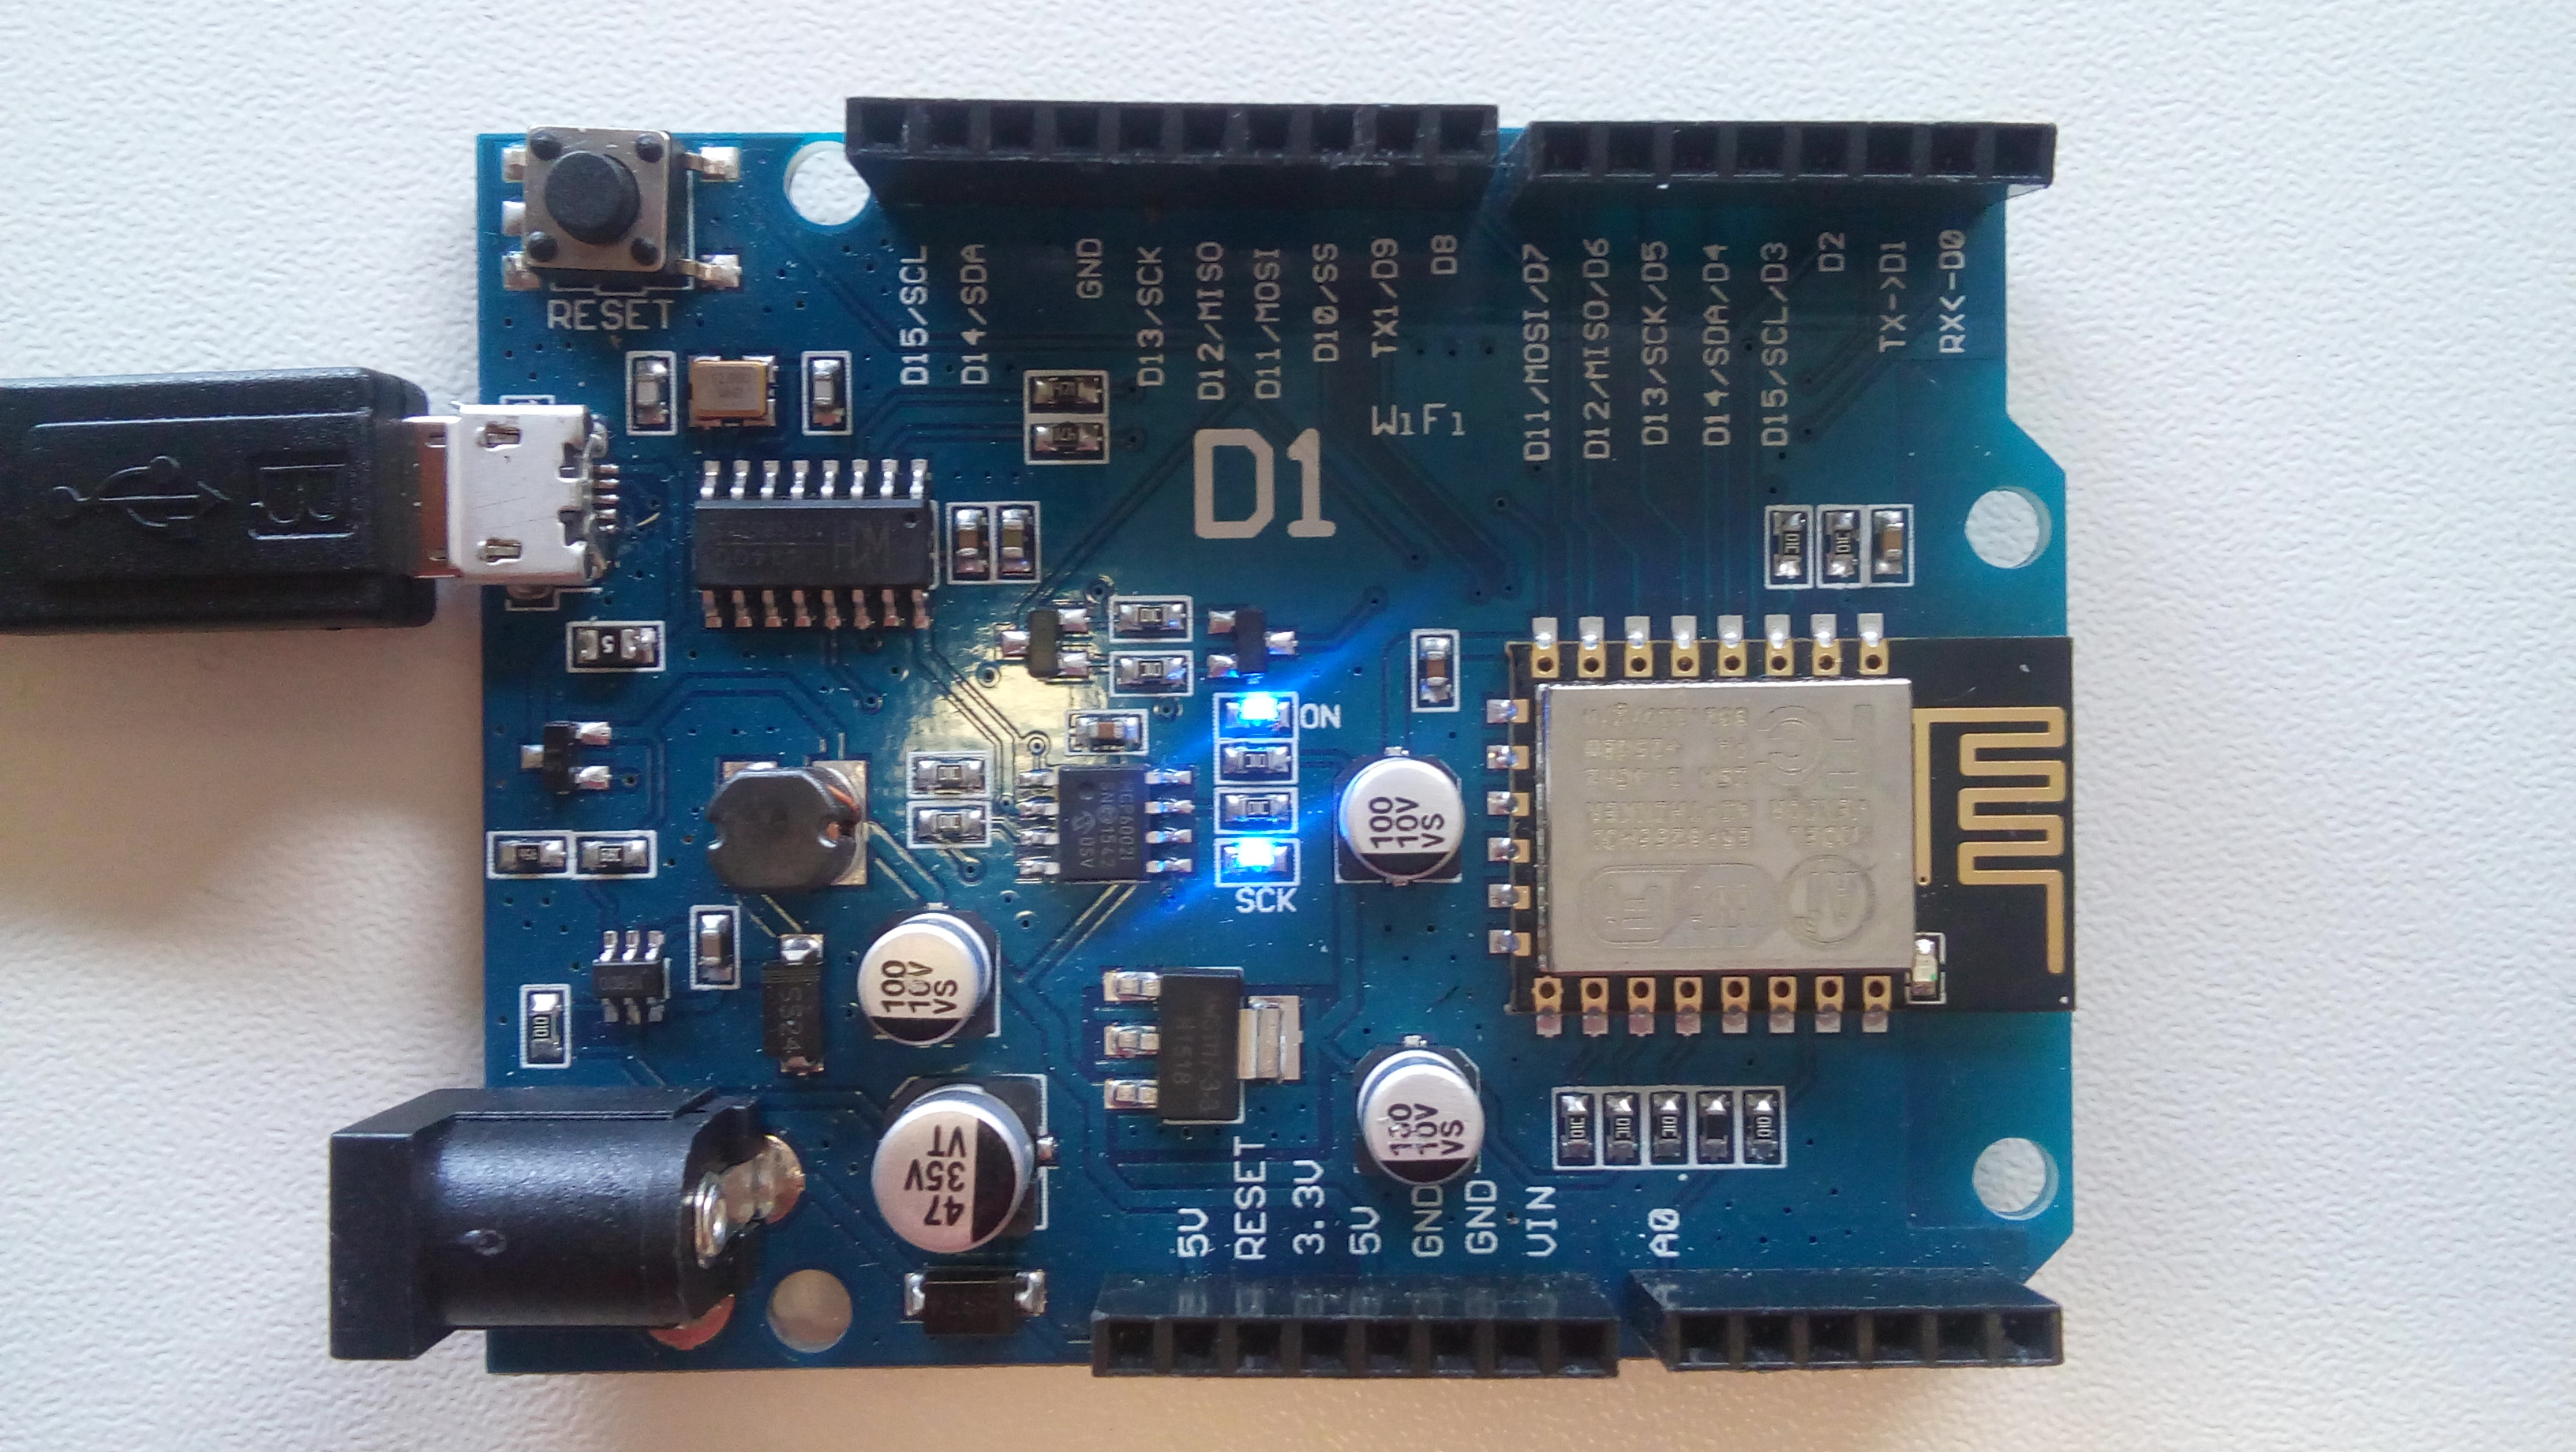 RESET
D15/SCL
D14/SDA
GND
D13/SCK
D12/MISO
D11/MOSI
D10/SS
TX1/D9
D8
D11/MOSI/D7
D12/MISO/D6
D13/SCK/D5
D14/SDA/D4
D15/SCL/D3
D2
TX->D1
RX<-D0
WiFi
D1
B
5
ON
SCK
MCP6002I
100
10V
VS
100
10V
VS
SS24
47
35V
VT
100
10V
VS
5V
RESET
3.3V
5V
GND
GND
VIN
A0